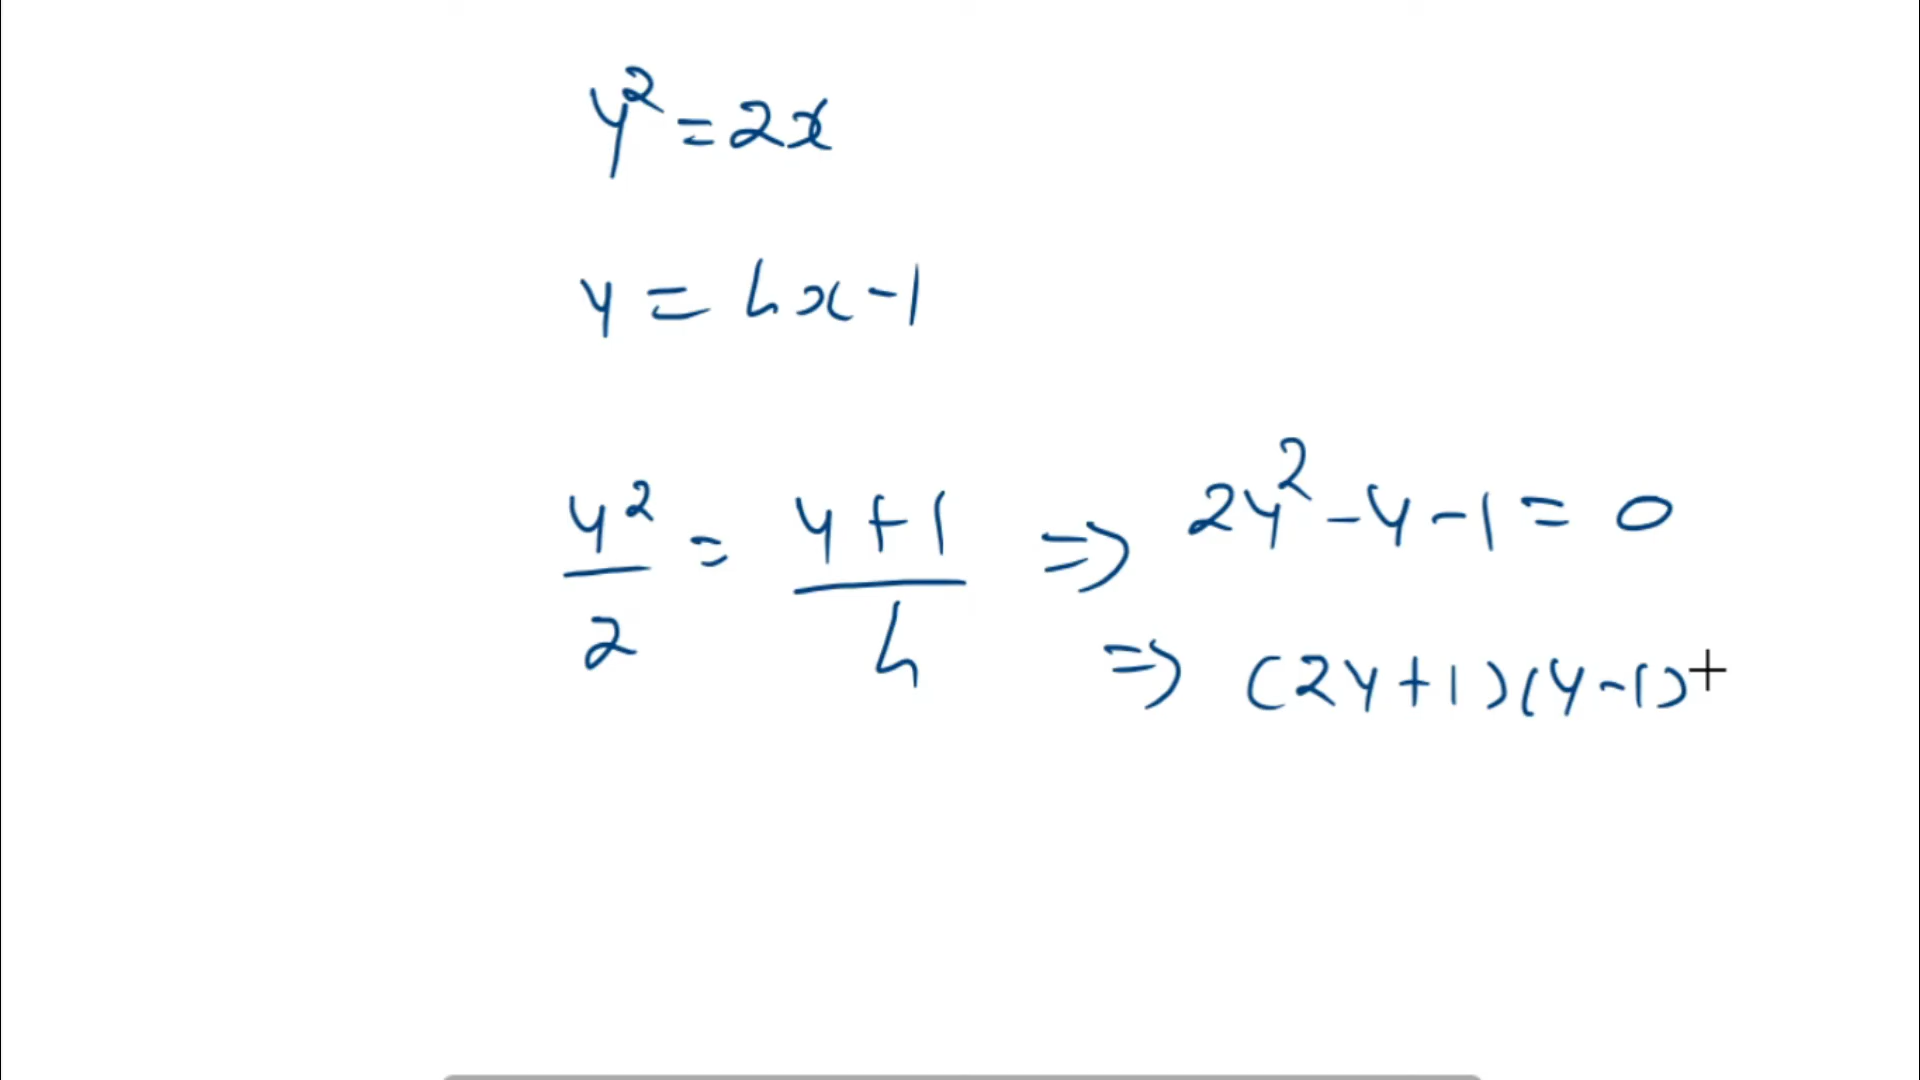 y² = 2x
y = 4x - 1
y²/2 = (y + 1)/4 ⇒ 2y² - y - 1 = 0
⇒ (2y + 1)(y - 1)